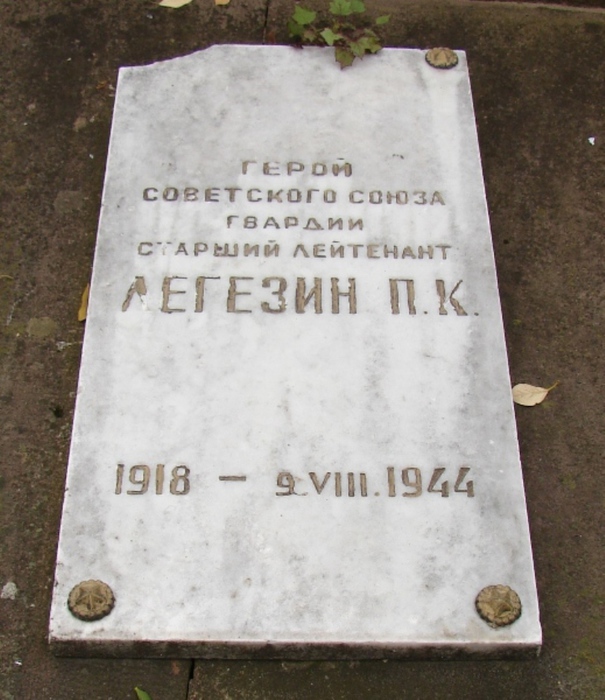 ГЕРОЙ
СОВЕТСКОГО СОЮЗА
ГВАРДИИ
СТАРШИЙ ЛЕЙТЕНАНТ
ЛЕГЕЗИН П.К.
1918 — 9.VIII.1944